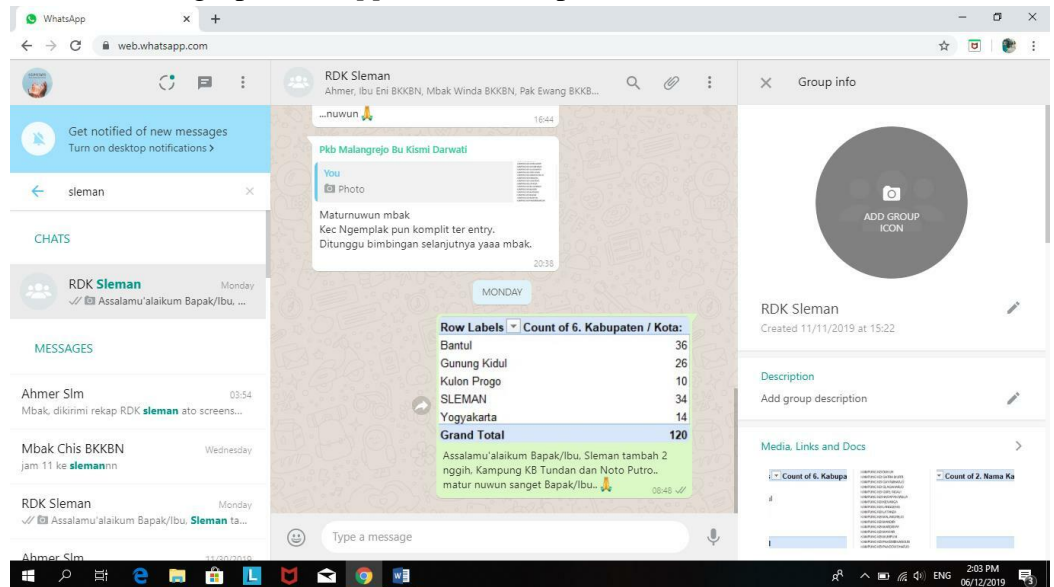 WhatsApp
web.whatsapp.com
Get notified of new messages
Turn on desktop notifications >
sleman
CHATS
RDK Sleman Monday
Assalamu'alaikum Bapak/Ibu, ...
MESSAGES
Ahmer Slm 03:54
Mbak, dikirimi rekap RDK sleman ato screens...
Mbak Chis BKKBN Wednesday
jam 11 ke slemannn
RDK Sleman Monday
Assalamu'alaikum Bapak/Ibu, Sleman ta...
Ahmer Slm 11/30/2019
RDK Sleman
Ahmer, Ibu Eni BKKBN, Mbak Winda BKKBN, Pak Ewang BKKB...
...nuwun 🙏 16:44
Pkb Malangrejo Bu Kismi Darwati
You
Photo
Maturnuwun mbak
Kec Ngemplak pun komplit ter entry.
Ditunggu bimbingan selanjutnya yaaa mbak.
20:38
MONDAY
Row Labels Count of 6. Kabupaten / Kota:
Bantul 36
Gunung Kidul 26
Kulon Progo 10
SLEMAN 34
Yogyakarta 14
Grand Total 120
Assalamu'alaikum Bapak/Ibu. Sleman tambah 2
nggih, Kampung KB Tundan dan Noto Putro..
matur nuwun sanget Bapak/Ibu.. 🙏 08:48
Type a message
Group info
ADD GROUP
ICON
RDK Sleman
Created 11/11/2019 at 15:22
Description
Add group description
Media, Links and Docs
Count of 6. Kabupa
Count of 2. Nama Ka
ENG
2:03 PM
06/12/2019